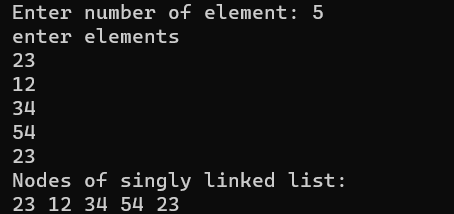 Enter number of element: 5
enter elements
23
12
34
54
23
Nodes of singly linked list:
23 12 34 54 23